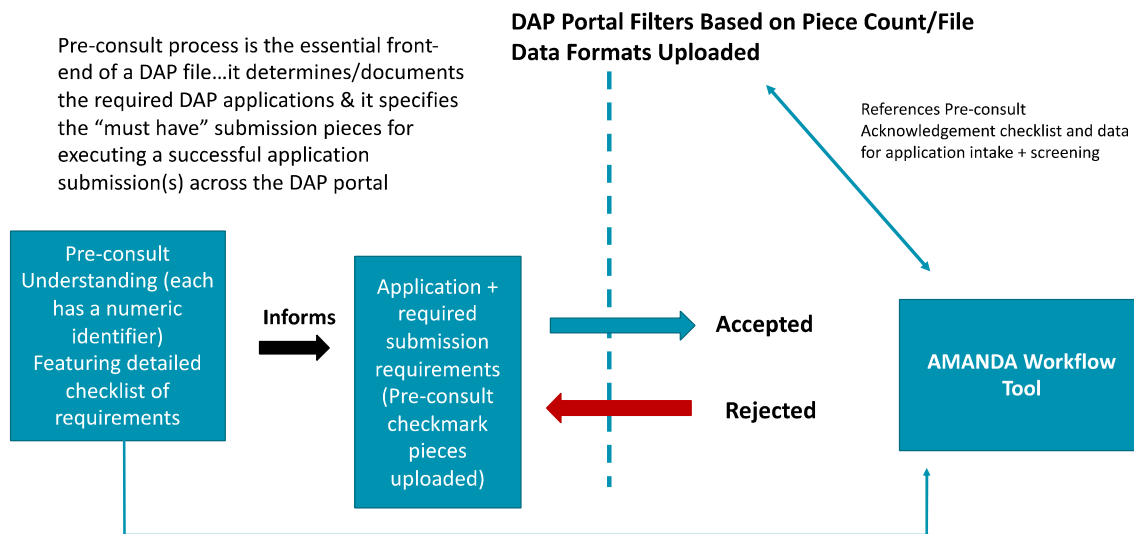 Pre-consult process is the essential front-
end of a DAP file…it determines/documents
the required DAP applications & it specifies
the “must have” submission pieces for
executing a successful application
submission(s) across the DAP portal
DAP Portal Filters Based on Piece Count/File
Data Formats Uploaded
References Pre-consult
Acknowledgement checklist and data
for application intake + screening
Pre-consult
Understanding (each
has a numeric
identifier)
Featuring detailed
checklist of
requirements
Informs
Application +
required
submission
requirements
(Pre-consult
checkmark
pieces
uploaded)
Accepted
Rejected
AMANDA Workflow
Tool